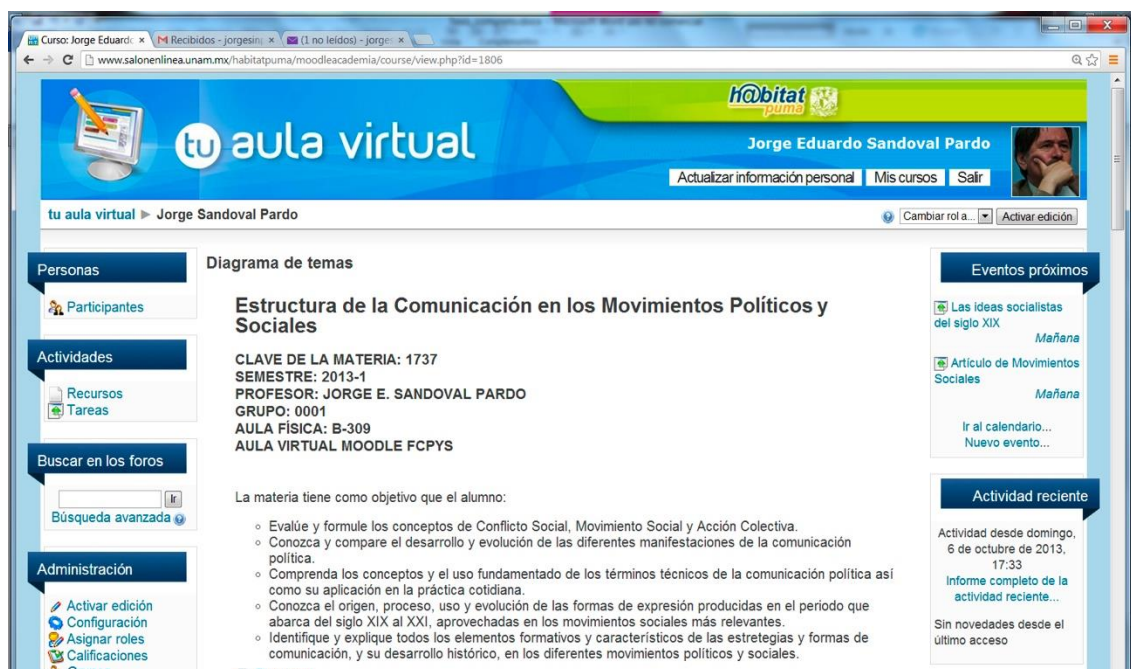 Curso: Jorge Eduardo
Recibidos - jorgesin
(1 no leídos) - jorge
www.salonenlinea.unam.mx/habitatpuma/moodleacademia/course/view.php?id=1806
h@bitat
puma
tu aula virtual
Jorge Eduardo Sandoval Pardo
Actualizar información personal Mis cursos Salir
tu aula virtual ► Jorge Sandoval Pardo
Cambiar rol a... Activar edición
Personas
Participantes
Actividades
Recursos
Tareas
Buscar en los foros
Ir
Búsqueda avanzada
Administración
Activar edición
Configuración
Asignar roles
Calificaciones
Diagrama de temas
Estructura de la Comunicación en los Movimientos Políticos y
Sociales
CLAVE DE LA MATERIA: 1737
SEMESTRE: 2013-1
PROFESOR: JORGE E. SANDOVAL PARDO
GRUPO: 0001
AULA FÍSICA: B-309
AULA VIRTUAL MOODLE FCPYS
La materia tiene como objetivo que el alumno:
Evalúe y formule los conceptos de Conflicto Social, Movimiento Social y Acción Colectiva.
Conozca y compare el desarrollo y evolución de las diferentes manifestaciones de la comunicación
política.
Comprenda los conceptos y el uso fundamentado de los términos técnicos de la comunicación política así
como su aplicación en la práctica cotidiana.
Conozca el origen, proceso, uso y evolución de las formas de expresión producidas en el periodo que
abarca del siglo XIX al XXI, aprovechadas en los movimientos sociales más relevantes.
Identifique y explique todos los elementos formativos y característicos de las estretegias y formas de
comunicación, y su desarrollo histórico, en los diferentes movimientos políticos y sociales.
Eventos próximos
Las ideas socialistas
del siglo XIX
Mañana
Artículo de Movimientos
Sociales
Mañana
Ir al calendario...
Nuevo evento...
Actividad reciente
Actividad desde domingo,
6 de octubre de 2013,
17:33
Informe completo de la
actividad reciente...
Sin novedades desde el
último acceso